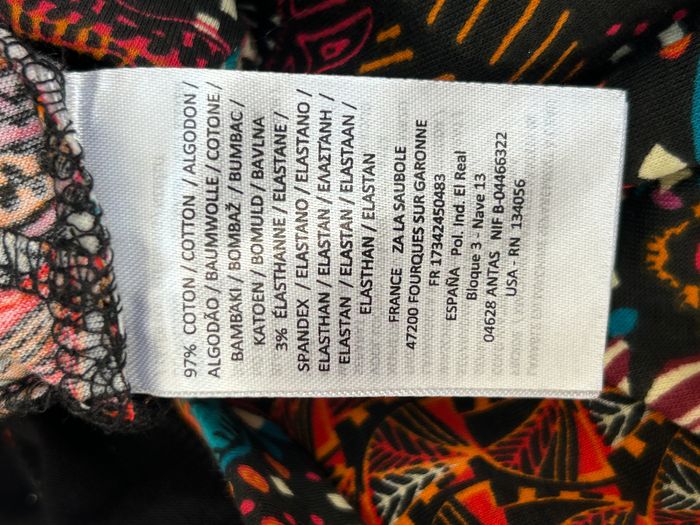 97% COTON / COTTON / ALGODON /
ALGODÃO / BAUMWOLLE / COTONE /
BAMBAKI / BOMBAŽ / BUMBAC /
KATOEN / BOMULD / BAVLNA
3% ÉLASTHANNE / ELASTANE /
SPANDEX / ELASTANO / ELASTANO /
ELASTHAN / ELASTAN / ΕΛΑΣΤΆΝΗ /
ELASTAN / ELASTAN / ELASTAAN /
ELASTHAN / ELASTAN
FRANCE ZA LA SAUBOLE
47200 FOURQUES SUR GARONNE
FR 17342450483
ESPAÑA Pol. Ind. El Real
Bloque 3 - Nave 13
04628 ANTAS NIF B-04466322
USA - RN 134056